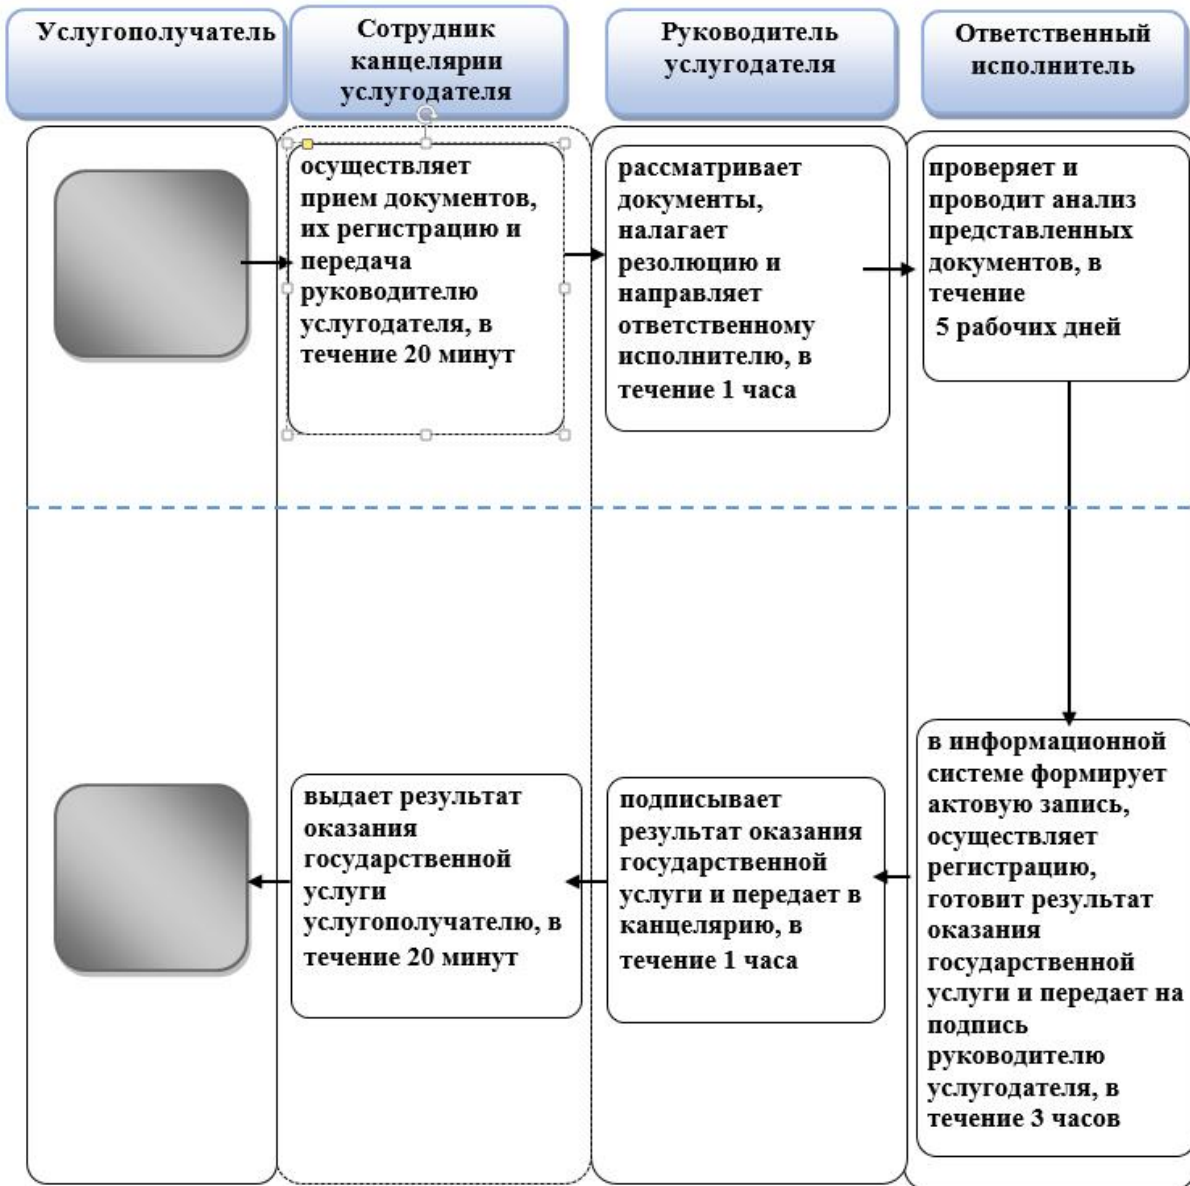 Услугополучатель
Сотрудник
канцелярии
услугодателя
Руководитель
услугодателя
Ответственный
исполнитель
осуществляет
прием документов,
их регистрацию и
передача
руководителю
услугодателя, в
течение 20 минут
рассматривает
документы,
налагает
резолюцию и
направляет
ответственному
исполнителю, в
течение 1 часа
проверяет и
проводит анализ
представленных
документов, в
течение
5 рабочих дней
в информационной
системе формирует
актовую запись,
осуществляет
регистрацию,
готовит результат
оказания
государственной
услуги и передает на
подпись
руководителю
услугодателя, в
течение 3 часов
подписывает
результат оказания
государственной
услуги и передает в
канцелярию, в
течение 1 часа
выдает результат
оказания
государственной
услуги
услугополучателю, в
течение 20 минут